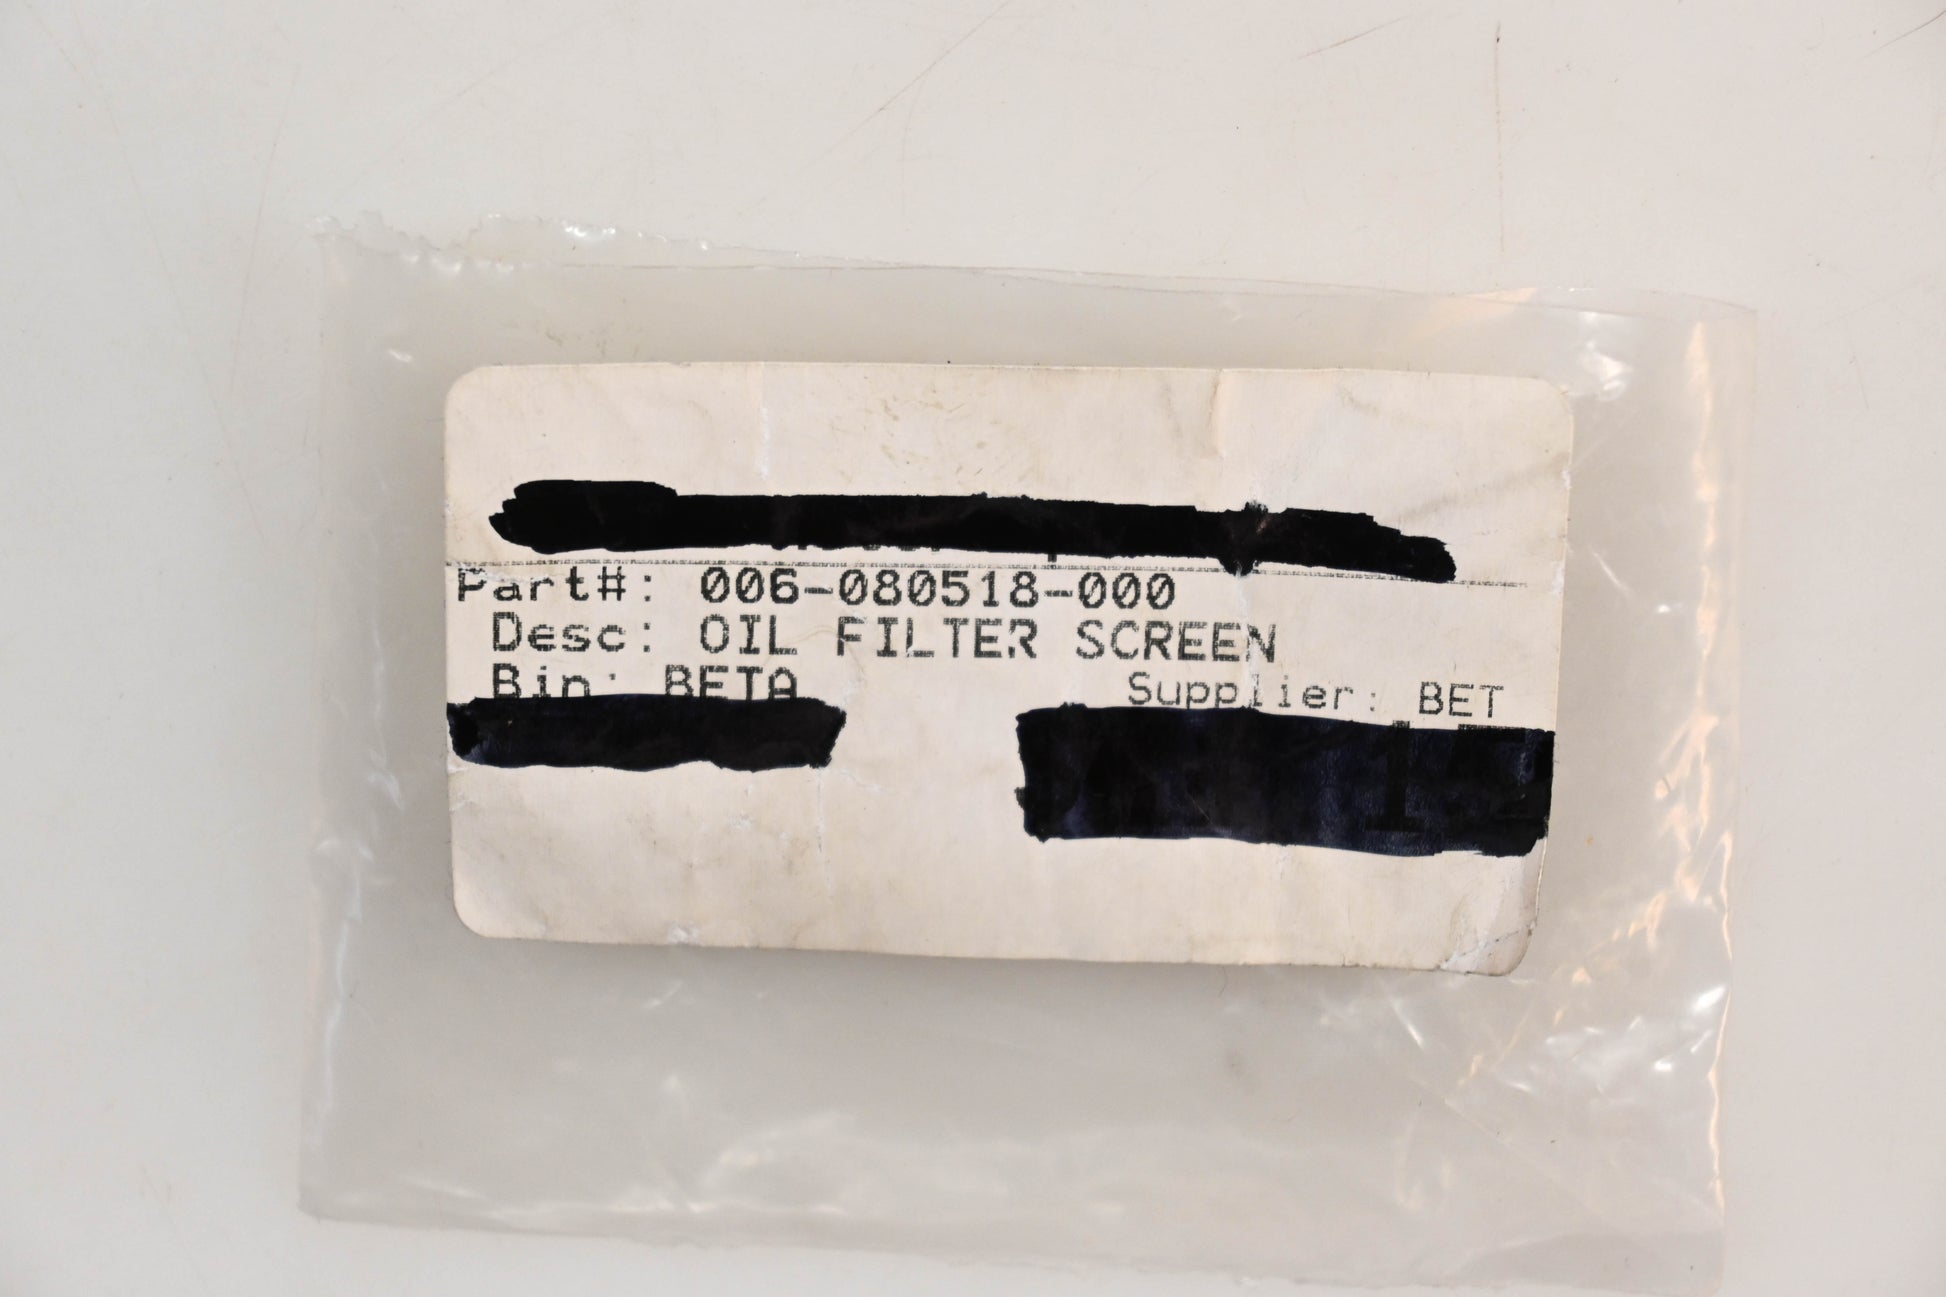 Part#: 006-080518-000
Desc: OIL FILTER SCREEN
Bin: BETA Supplier: BET